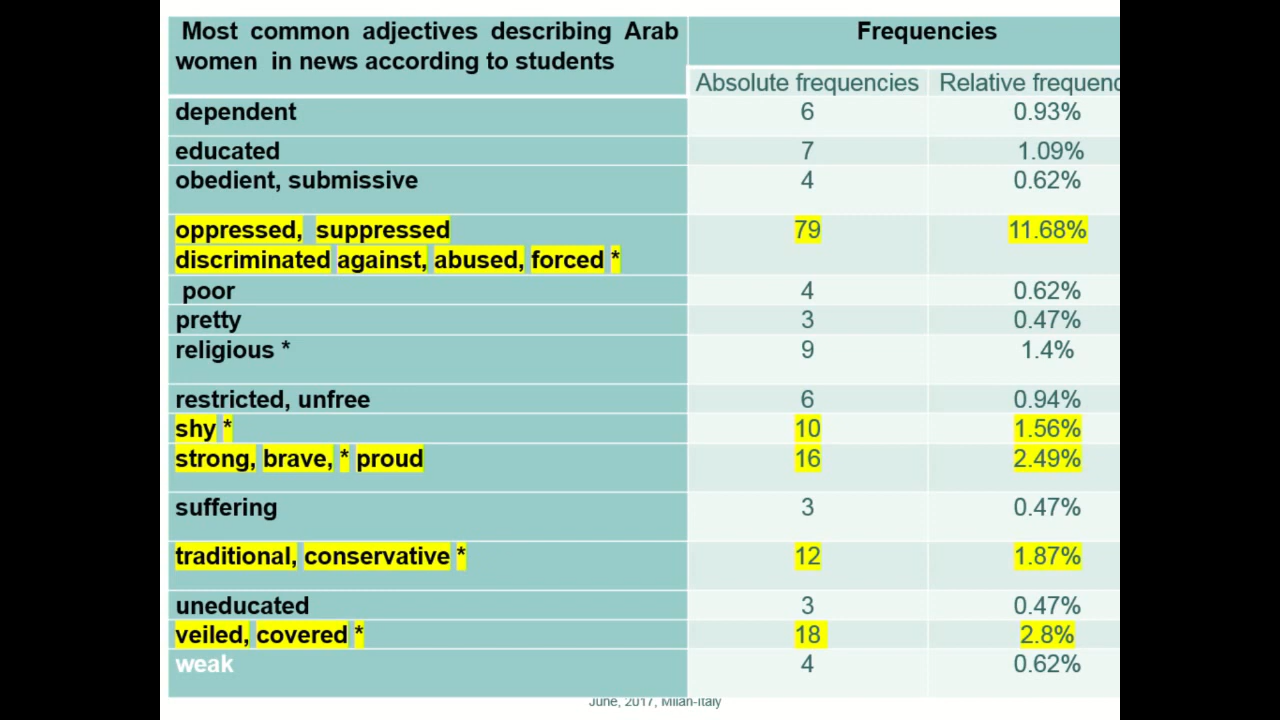 Most common adjectives describing Arab
women in news according to students
Frequencies
Absolute frequencies Relative frequenc
dependent 6 0.93%
educated 7 1.09%
obedient, submissive 4 0.62%
oppressed, suppressed 79 11.68%
discriminated against, abused, forced *
poor 4 0.62%
pretty 3 0.47%
religious * 9 1.4%
restricted, unfree 6 0.94%
shy * 10 1.56%
strong, brave, * proud 16 2.49%
suffering 3 0.47%
traditional, conservative * 12 1.87%
uneducated 3 0.47%
veiled, covered * 18 2.8%
weak 4 0.62%
June, 2017, Milan-Italy